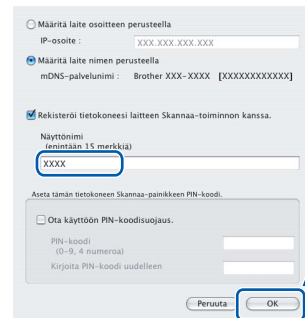 Määritä laite osoitteen perusteella
IP-osoite : XXX.XXX.XXX.XXX
Määritä laite nimen perusteella
mDNS-palvelunimi : Brother XXX-XXXX [XXXXXXXXXXXX]
Rekisteröi tietokoneesi laitteen Skannaa-toiminnon kanssa.
Näyttönimi
(enintään 15 merkkiä)
XXXX
Aseta tämän tietokoneen Skannaa-painikkeen PIN-koodi.
Ota käyttöön PIN-koodisuojaus.
PIN-koodi
(0-9, 4 numeroa)
Kirjoita PIN-koodi uudelleen
Peruuta OK